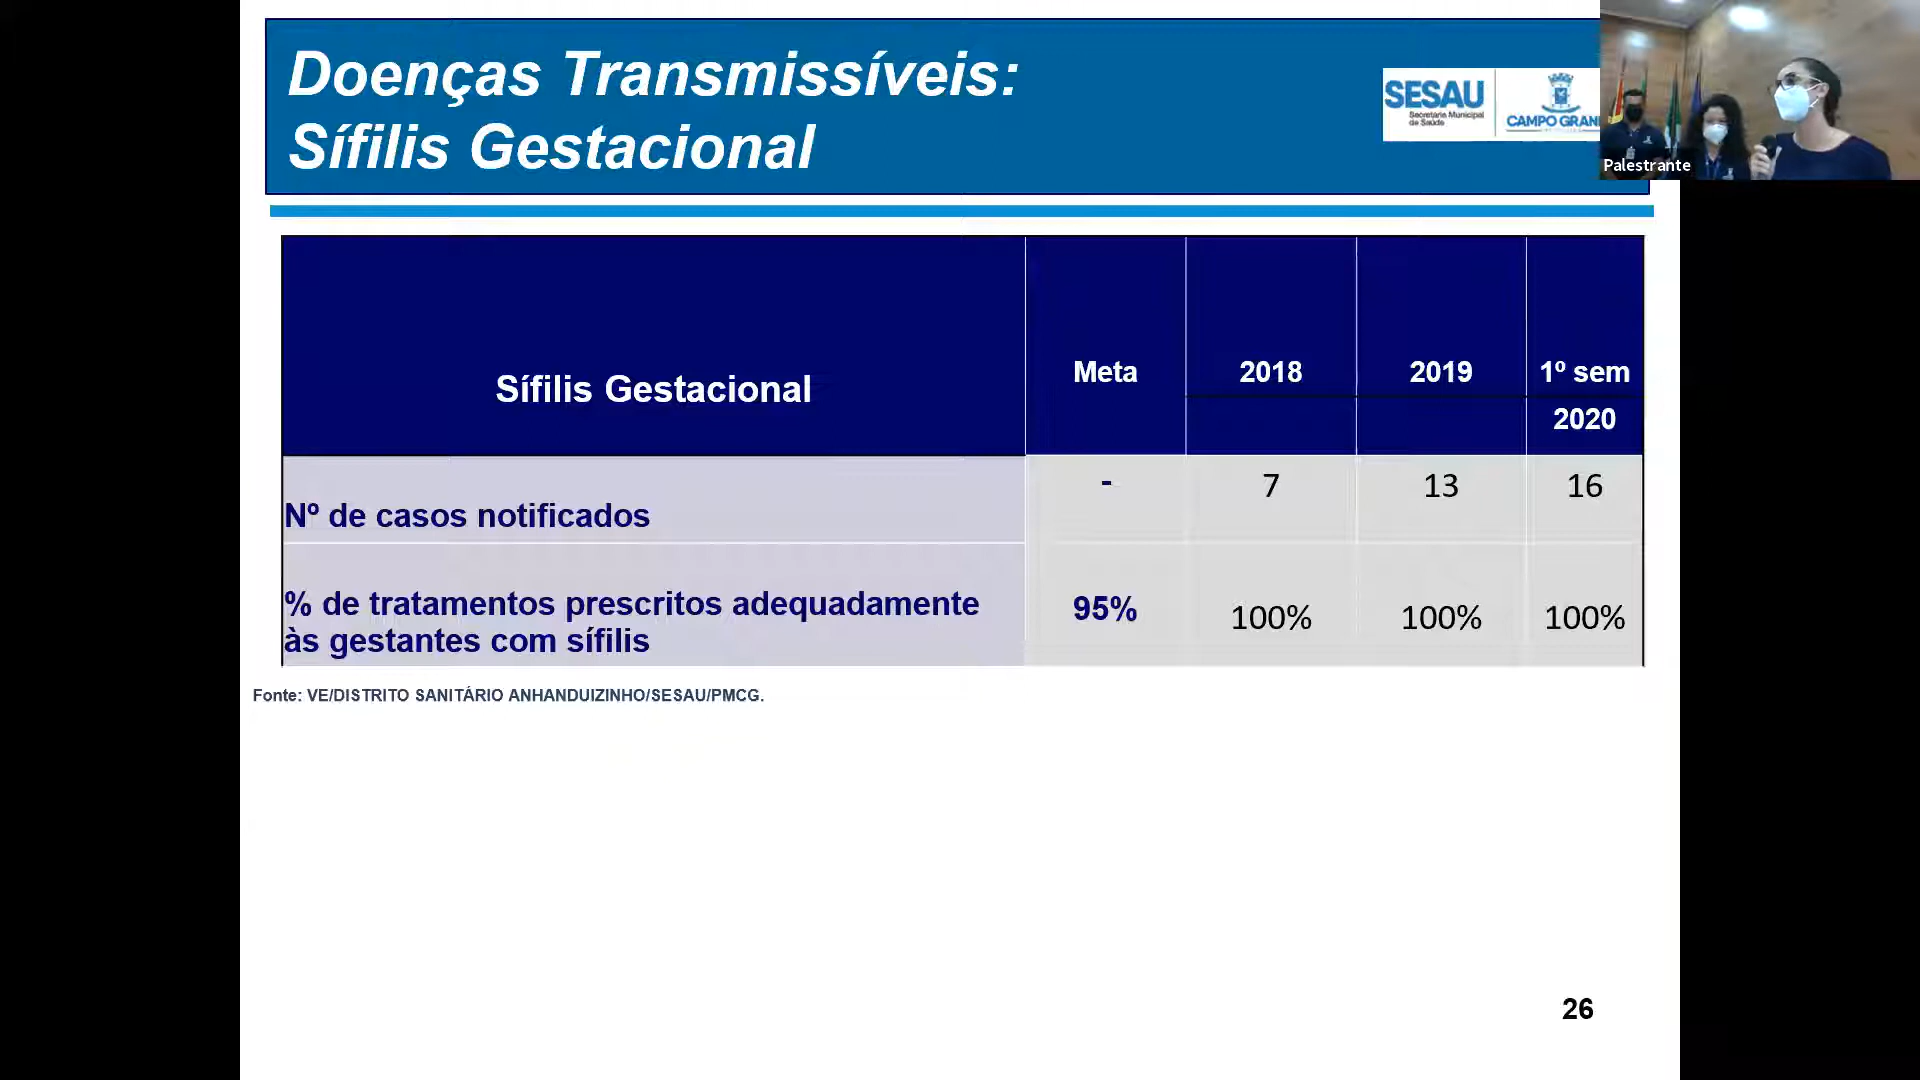 Doenças Transmissíveis:
Sífilis Gestacional
SESAU
Secretaria Municipal
de Saúde
CAMPO GRAN
Palestrante
Sífilis Gestacional
Meta
2018
2019
1º sem
2020
Nº de casos notificados
-
7
13
16
% de tratamentos prescritos adequadamente
às gestantes com sífilis
95%
100%
100%
100%
Fonte: VE/DISTRITO SANITÁRIO ANHANDUIZINHO/SESAU/PMCG.
26